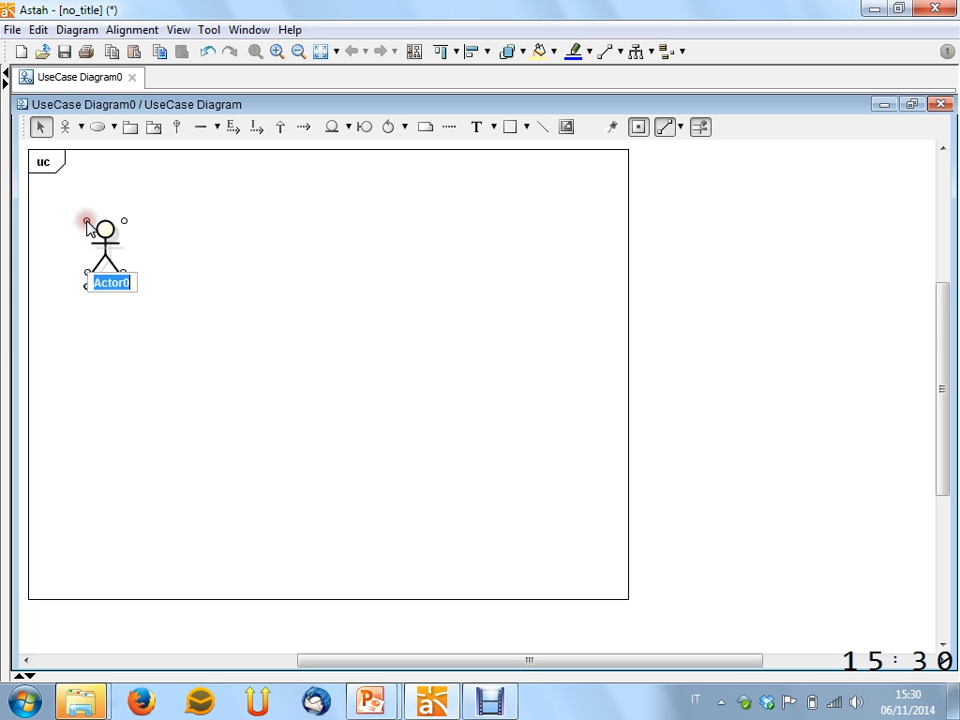 Astah - [no_title] (*)
File Edit Diagram Alignment View Tool Window Help
UseCase Diagram0
UseCase Diagram0 / UseCase Diagram
E I T
1
uc
Actor0
15:30
IT
15:30
06/11/2014